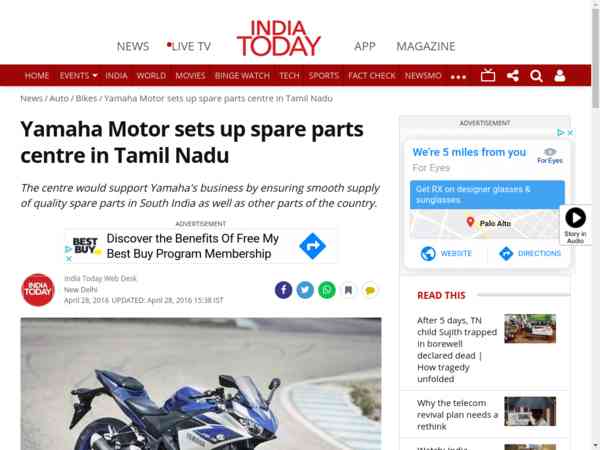 NEWS
LIVE TV
INDIA
TODAY
APP
MAGAZINE
HOME
EVENTS
INDIA
WORLD
MOVIES
BINGE WATCH
TECH
SPORTS
FACT CHECK
NEWSMO
News / Auto / Bikes / Yamaha Motor sets up spare parts centre in Tamil Nadu
Yamaha Motor sets up spare parts
centre in Tamil Nadu
The centre would support Yamaha's business by ensuring smooth supply
of quality spare parts in South India as well as other parts of the country.
ADVERTISEMENT
BEST
BUY
Discover the Benefits Of Free My
Best Buy Program Membership
INDIA
TODAY
India Today Web Desk
New Delhi
April 28, 2016 UPDATED: April 28, 2016 15:38 IST
YAMAHA
ADVERTISEMENT
We're 5 miles from you
For Eyes
For Eyes
Get RX on designer glasses &
sunglasses.
Palo Alto
WEBSITE
DIRECTIONS
Story in
Audio
READ THIS
After 5 days, TN
child Sujith trapped
in borewell
declared dead |
How tragedy
unfolded
Why the telecom
revival plan needs a
rethink
Watch: India